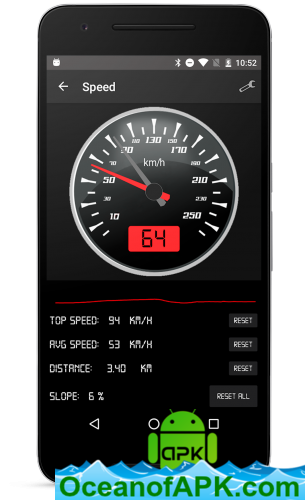 10:52
Speed
110 130 150
90 170
70 190
km/h
50 210
30 230
10 250
64
TOP SPEED: 94 KM/H RESET
AVG SPEED: 53 KM/H RESET
DISTANCE: 3.40 KM RESET
SLOPE: 6 % RESET ALL
APK
OceanofAPK.com